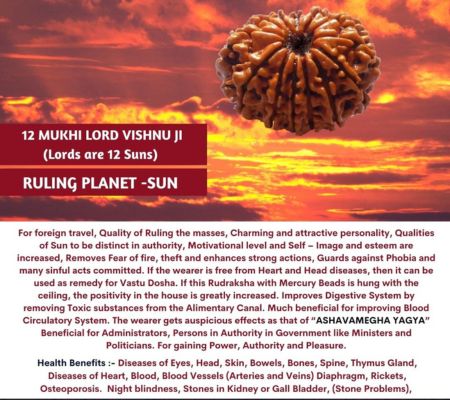 12 MUKHI LORD VISHNU JI
(Lords are 12 Suns)
RULING PLANET -SUN
For foreign travel, Quality of Ruling the masses, Charming and attractive personality, Qualities
of Sun to be distinct in authority, Motivational level and Self – Image and esteem are
increased, Removes Fear of fire, theft and enhances strong actions, Guards against Phobia and
many sinful acts committed. If the wearer is free from Heart and Head diseases, then it can be
used as remedy for Vastu Dosha. If this Rudraksha with Mercury Beads is hung with the
ceiling, the positivity in the house is greatly increased. Improves Digestive System by
removing Toxic substances from the Alimentary Canal. Much beneficial for improving Blood
Circulatory System. The wearer gets auspicious effects as that of “ASHAVAMEGHA YAGYA”
Beneficial for Administrators, Persons in Authority in Government like Ministers and
Politicians. For gaining Power, Authority and Pleasure.
Health Benefits :- Diseases of Eyes, Head, Skin, Bowels, Bones, Spine, Thymus Gland,
Diseases of Heart, Blood, Blood Vessels (Arteries and Veins) Diaphragm, Rickets,
Osteoporosis. Night blindness, Stones in Kidney or Gall Bladder, (Stone Problems),